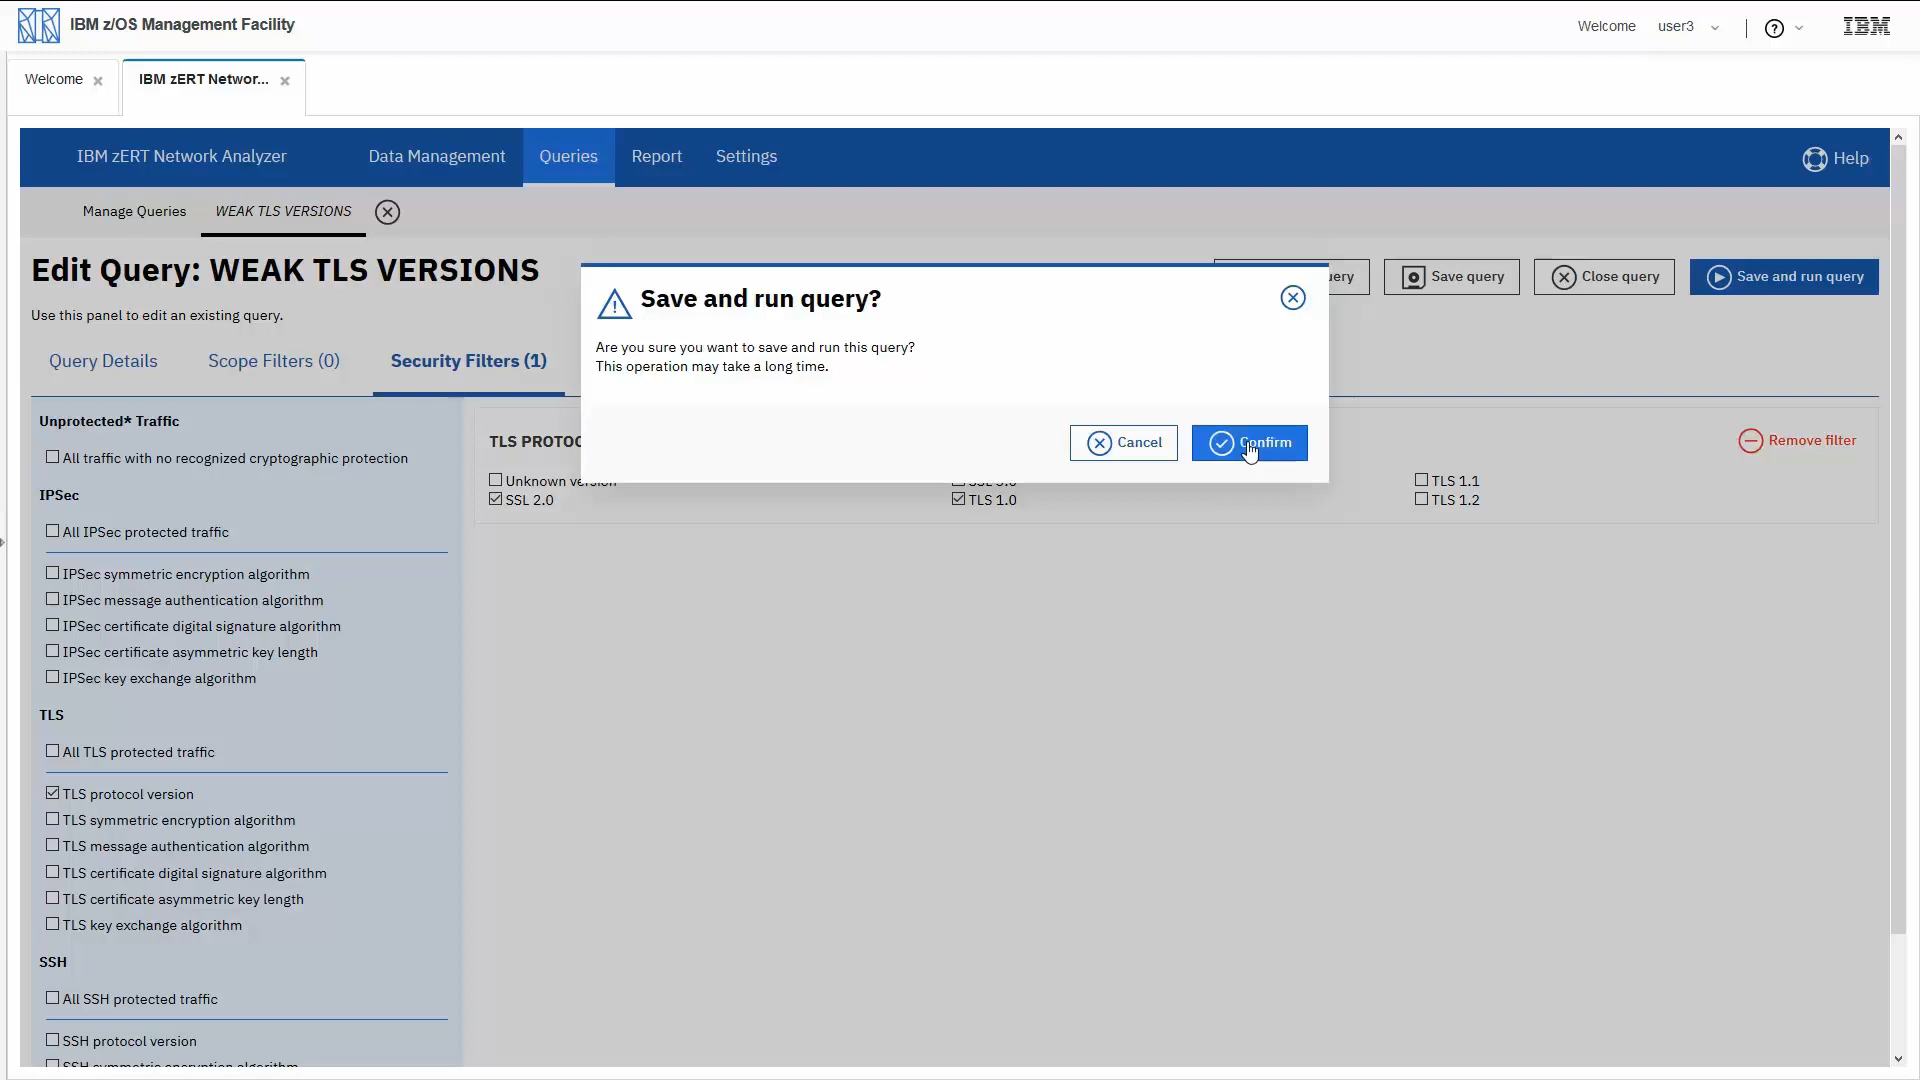 IBM z/OS Management Facility
Welcome user3 ? IBM
Welcome
IBM zERT Networ...
IBM zERT Network Analyzer
Data Management
Queries
Report
Settings
Help
Manage Queries
WEAK TLS VERSIONS
Edit Query: WEAK TLS VERSIONS
Save query
Close query
Save and run query
Use this panel to edit an existing query.
Query Details
Scope Filters (0)
Security Filters (1)
Save and run query?
Are you sure you want to save and run this query?
This operation may take a long time.
Cancel
Confirm
Unprotected* Traffic
All traffic with no recognized cryptographic protection
IPSec
All IPSec protected traffic
IPSec symmetric encryption algorithm
IPSec message authentication algorithm
IPSec certificate digital signature algorithm
IPSec certificate asymmetric key length
IPSec key exchange algorithm
TLS
All TLS protected traffic
TLS protocol version
TLS symmetric encryption algorithm
TLS message authentication algorithm
TLS certificate digital signature algorithm
TLS certificate asymmetric key length
TLS key exchange algorithm
SSH
All SSH protected traffic
SSH protocol version
SSH symmetric encryption algorithm
TLS PROTOC
Remove filter
Unknown version
SSL 3.0
TLS 1.1
SSL 2.0
TLS 1.0
TLS 1.2